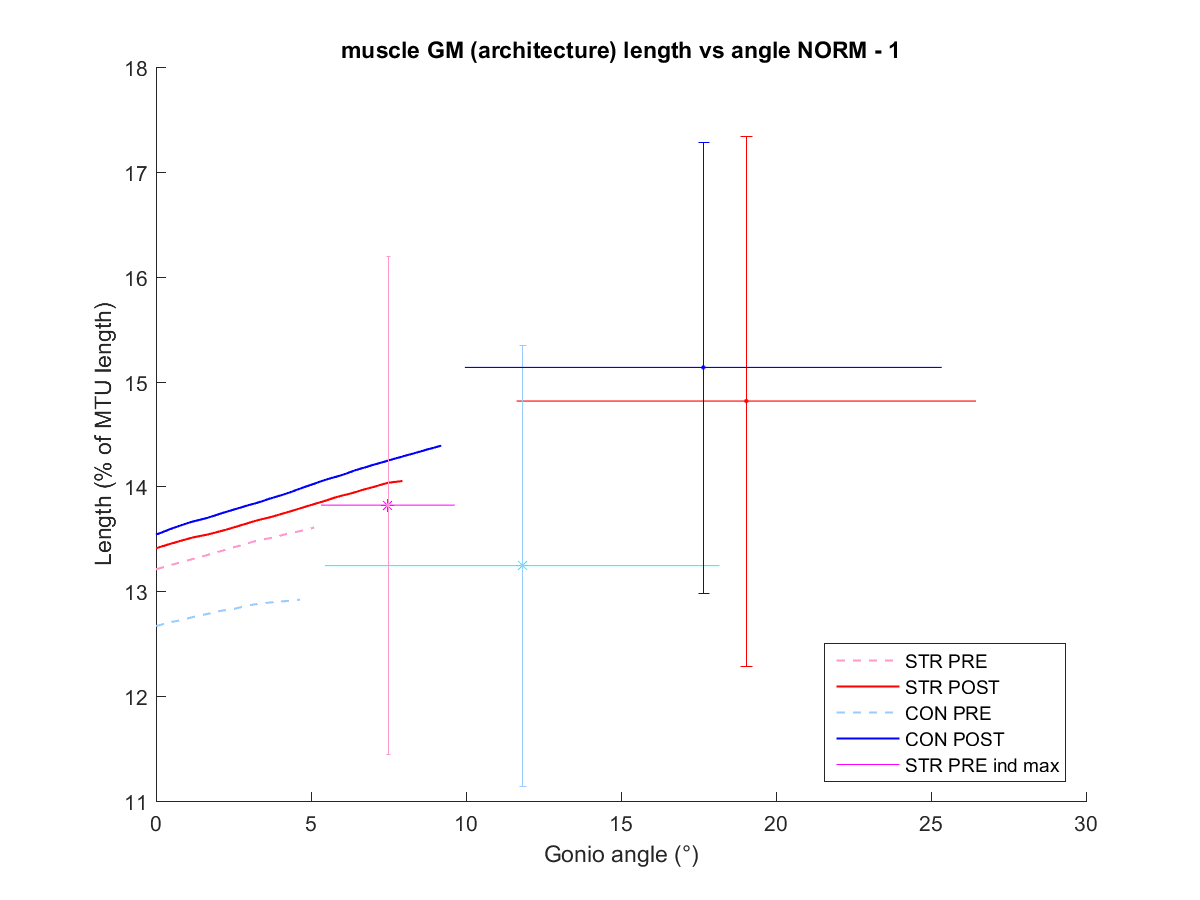 muscle GM (architecture) length vs angle NORM - 1
Length (% of MTU length)
18
17
16
15
14
13
12
11
0 5 10 15 20 25 30
Gonio angle (°)
STR PRE
STR POST
CON PRE
CON POST
STR PRE ind max